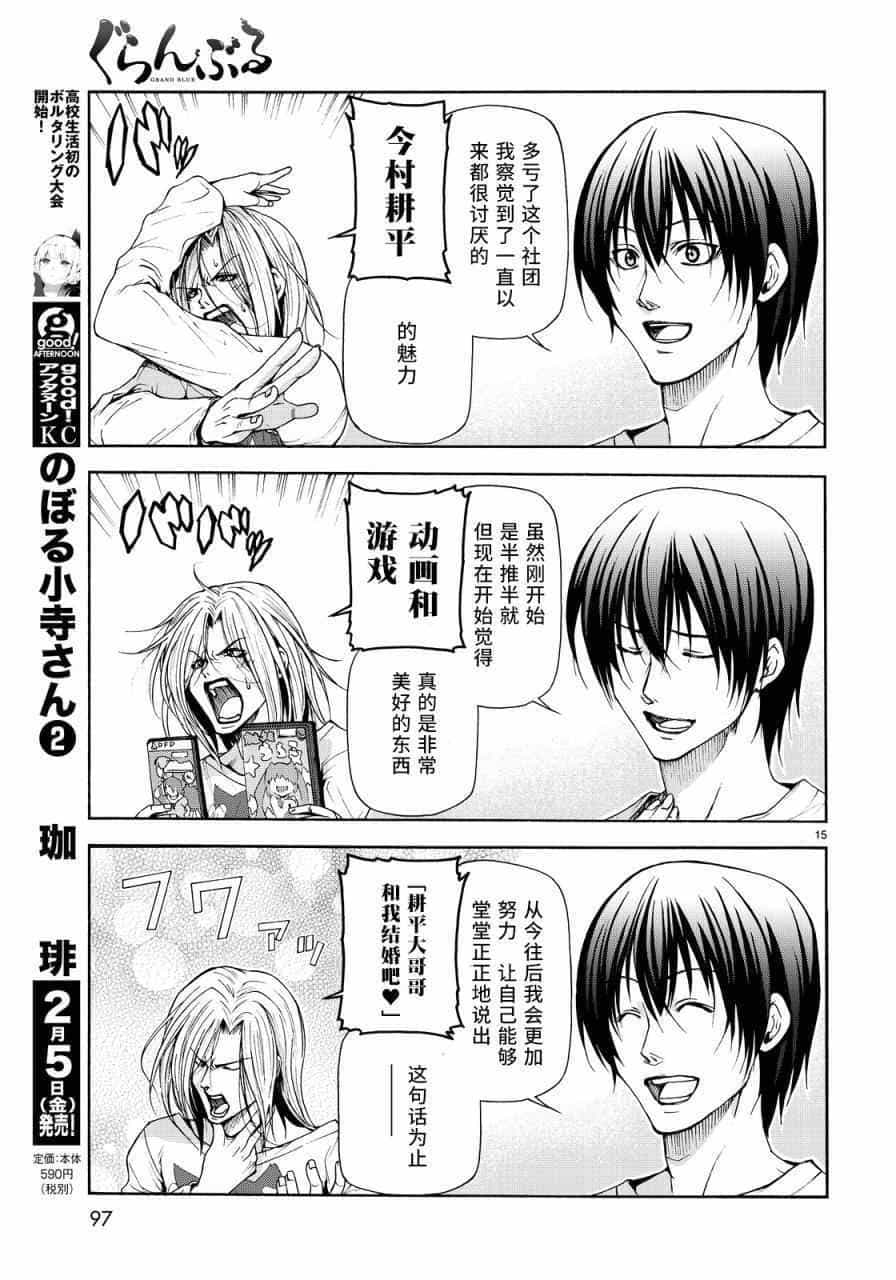 ぐらんぶる
GRAND BLUE
多亏了这个社团
我察觉到了一直以
来都很讨厌的
今村耕平
的魅力
虽然刚开始
是半推半就
但现在开始觉得
动画和
游戏
真的是非常
美好的东西
15
从今往后我会更加
努力 让自己能够
堂堂正正地说出
「耕平大哥哥
和我结婚吧♥」
这句话为止
——
フワァッ
高校生活初の
ボルタリング大会
開始!
good!
AFTERNOON
good!
アフタヌーン
KC
のぼる小寺さん❷
珈琲
2月5日(金)発売!
定価:本体
590円
(税別)
97